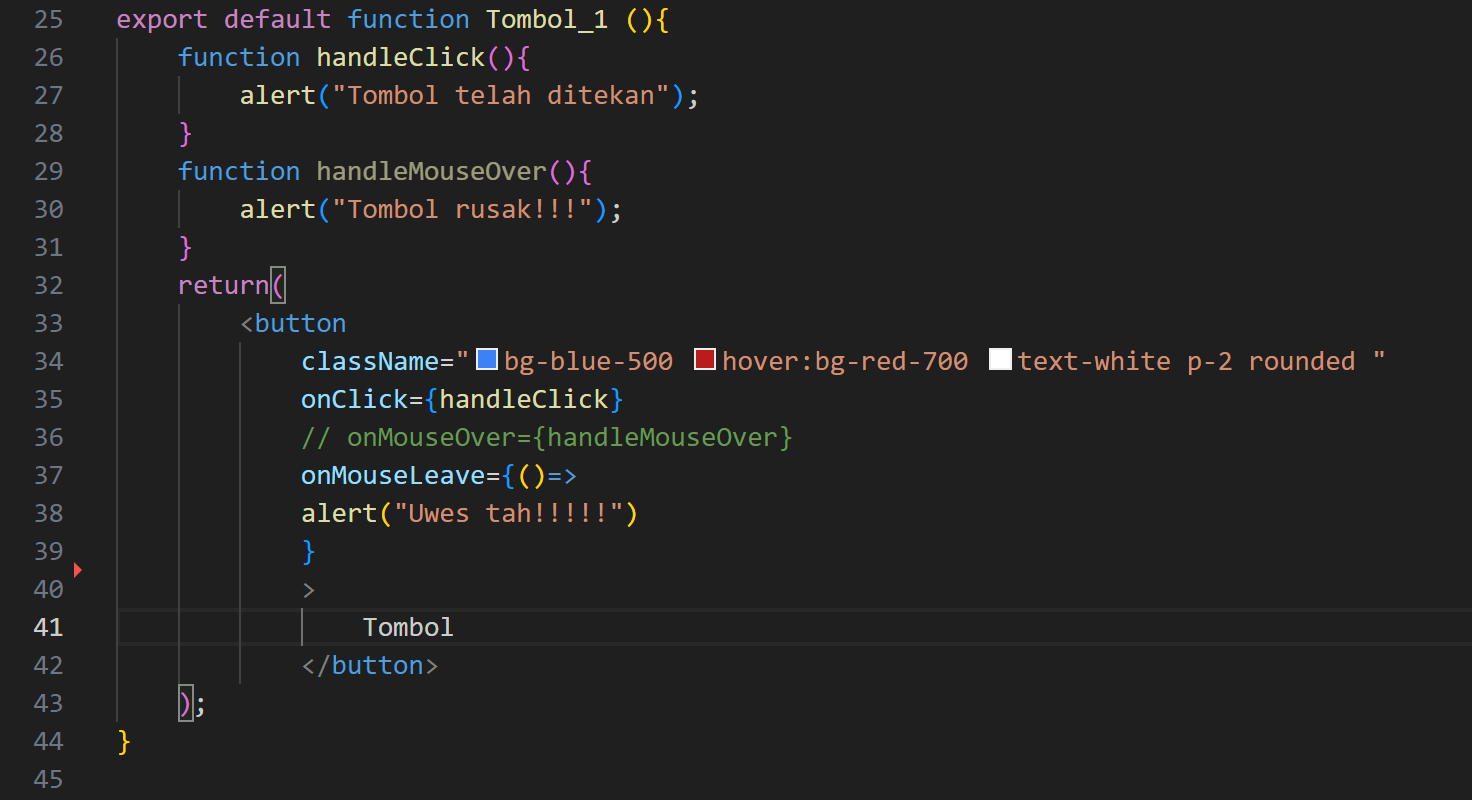 25 export default function Tombol_1 (){
26     function handleClick(){
27         alert("Tombol telah ditekan");
28     }
29     function handleMouseOver(){
30         alert("Tombol rusak!!!");
31     }
32     return(
33         <button
34             className="bg-blue-500 hover:bg-red-700 text-white p-2 rounded "
35             onClick={handleClick}
36             // onMouseOver={handleMouseOver}
37             onMouseLeave={()=>
38             alert("Uwes tah!!!!!")
39             }
40             >
41                 Tombol
42             </button>
43     );
44 }
45